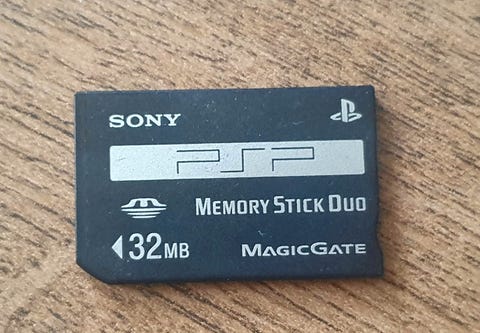 SONY
PSP
MEMORY STICK DUO
32MB
MAGICGATE